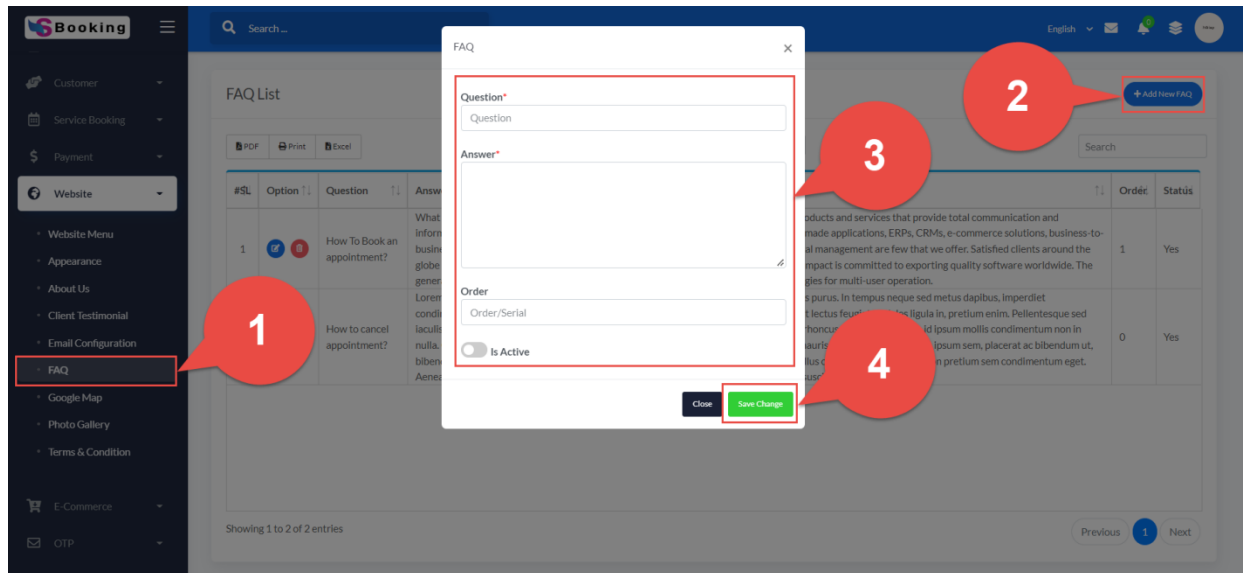 Booking
Search ...
English
0
Customer
Service Booking
Payment
Website
Website Menu
Appearance
About Us
Client Testimonial
Email Configuration
FAQ
Google Map
Photo Gallery
Terms & Condition
E-Commerce
OTP
1
FAQ List
2
+Add New FAQ
PDF Print Excel
Search
#SL Option Question Answ Order Status
1
How To Book an
appointment?
What
inform
busine
globe
gener
oducts and services that provide total communication and
made applications, ERPs, CRMs, e-commerce solutions, business-to-
al management are few that we offer. Satisfied clients around the
mpact is committed to exporting quality software worldwide. The
gies for multi-user operation.
1
Yes
How to cancel
appointment?
Lorem
condi
iaculis
nulla.
biben
Aenea
s purus. In tempus neque sed metus dapibus, imperdiet
t lectus feug ligula in, pretium enim. Pellentesque sed
rhoncus id ipsum mollis condimentum non in
auris ipsum sem, placerat ac bibendum ut,
llus n pretium sem condimentum eget.
0
Yes
FAQ
×
Question*
Question
Answer*
Order
Order/Serial
Is Active
3
Close
Save Change
4
Showing 1 to 2 of 2 entries
Previous 1 Next